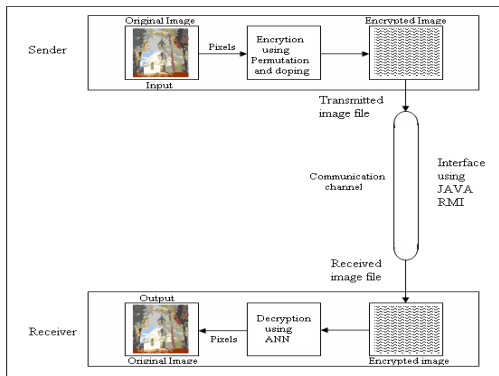 Original Image
Encrypted Image
Sender
Pixels
Encrytion
using
Permutation
and doping
Input
Transmitted
image file
Communication
channel
Interface
using
JAVA
RMI
Received
image file
Output
Receiver
Pixels
Decryption
using
ANN
Original Image
Encrypted image